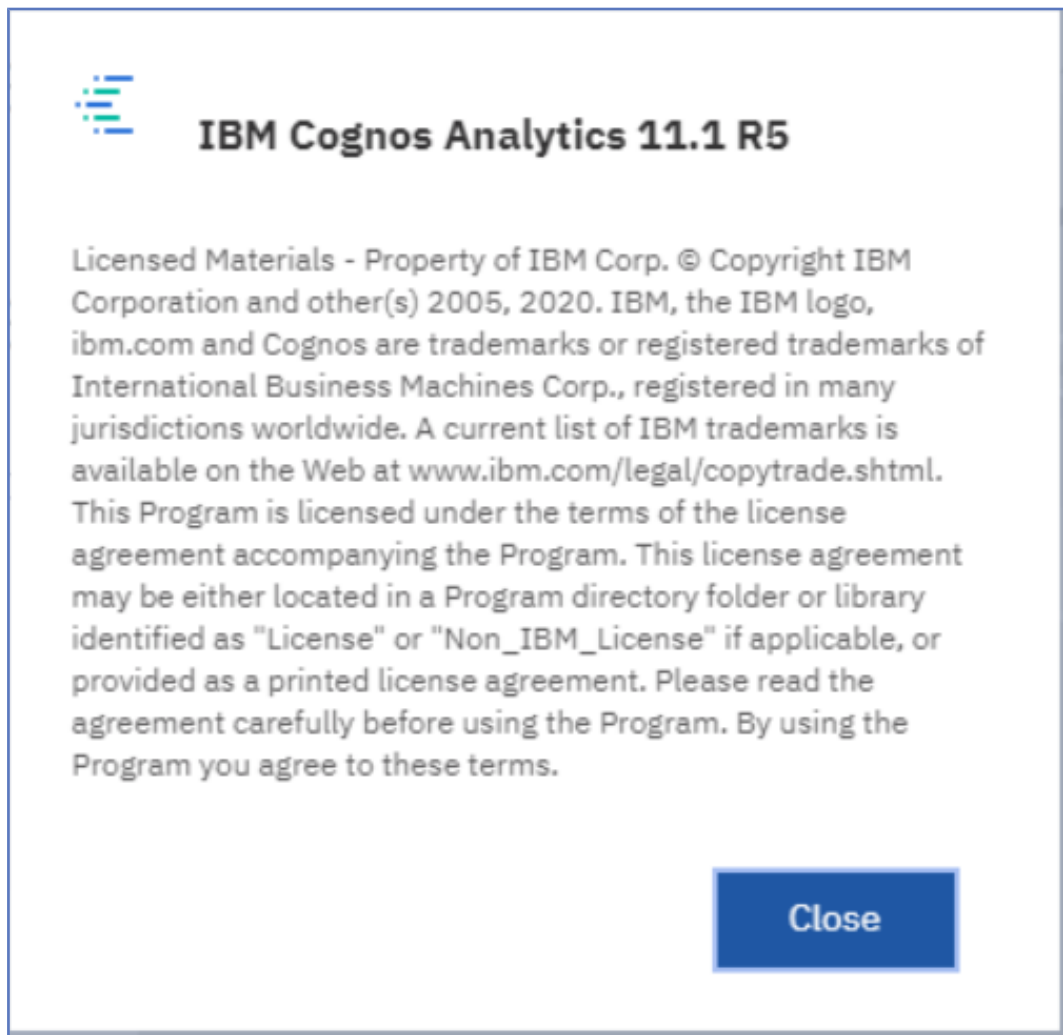 IBM Cognos Analytics 11.1 R5
Licensed Materials - Property of IBM Corp. © Copyright IBM
Corporation and other(s) 2005, 2020. IBM, the IBM logo,
ibm.com and Cognos are trademarks or registered trademarks of
International Business Machines Corp., registered in many
jurisdictions worldwide. A current list of IBM trademarks is
available on the Web at www.ibm.com/legal/copytrade.shtml.
This Program is licensed under the terms of the license
agreement accompanying the Program. This license agreement
may be either located in a Program directory folder or library
identified as "License" or "Non_IBM_License" if applicable, or
provided as a printed license agreement. Please read the
agreement carefully before using the Program. By using the
Program you agree to these terms.
Close